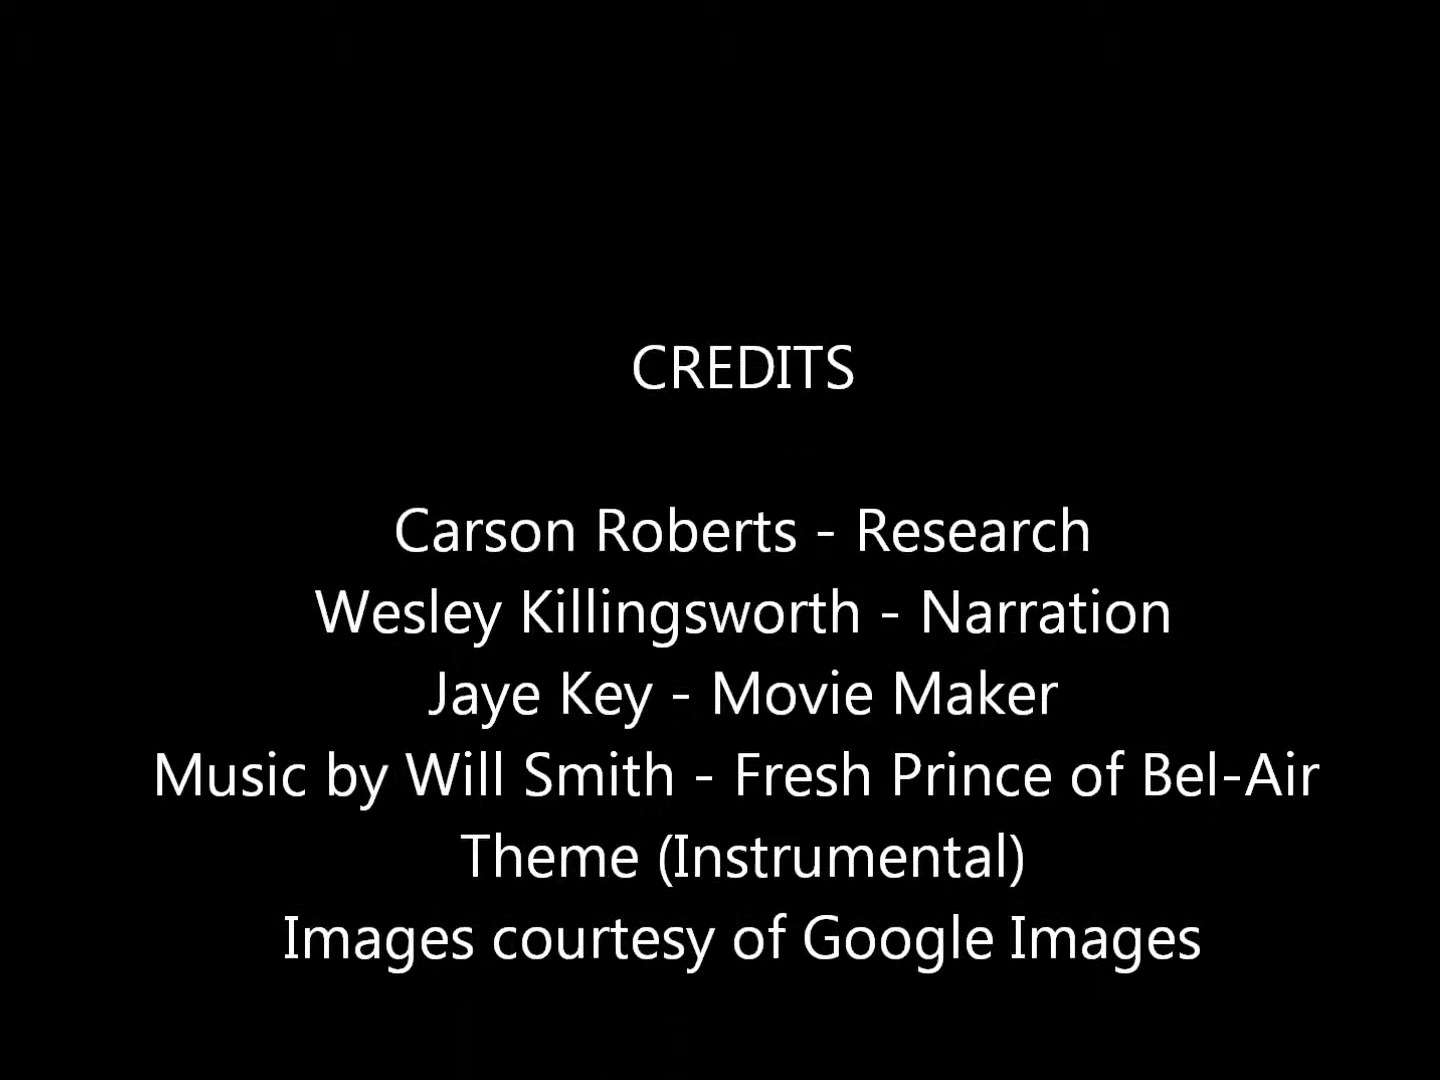 CREDITS
Carson Roberts - Research
Wesley Killingsworth - Narration
Jaye Key - Movie Maker
Music by Will Smith - Fresh Prince of Bel-Air
Theme (Instrumental)
Images courtesy of Google Images